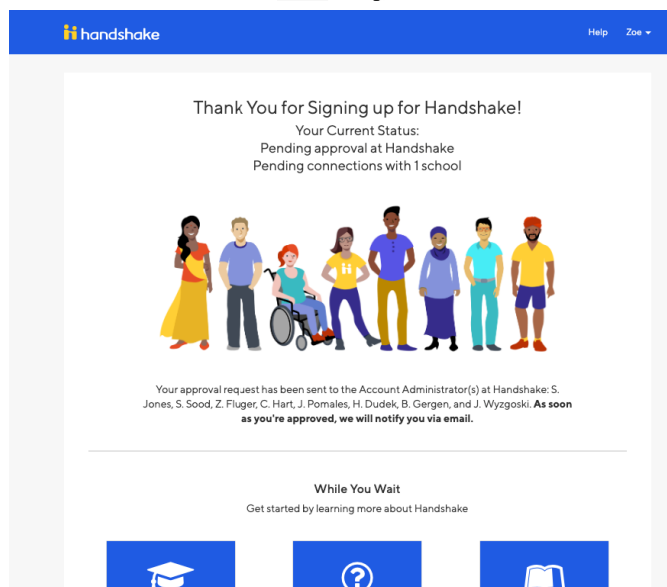 handshake
Help Zoe
Thank You for Signing up for Handshake!
Your Current Status:
Pending approval at Handshake
Pending connections with 1 school
Your approval request has been sent to the Account Administrator(s) at Handshake: S.
Jones, S. Sood, Z. Fluger, C. Hart, J. Pomales, H. Dudek, B. Gergen, and J. Wyzgoski. As soon
as you're approved, we will notify you via email.
While You Wait
Get started by learning more about Handshake